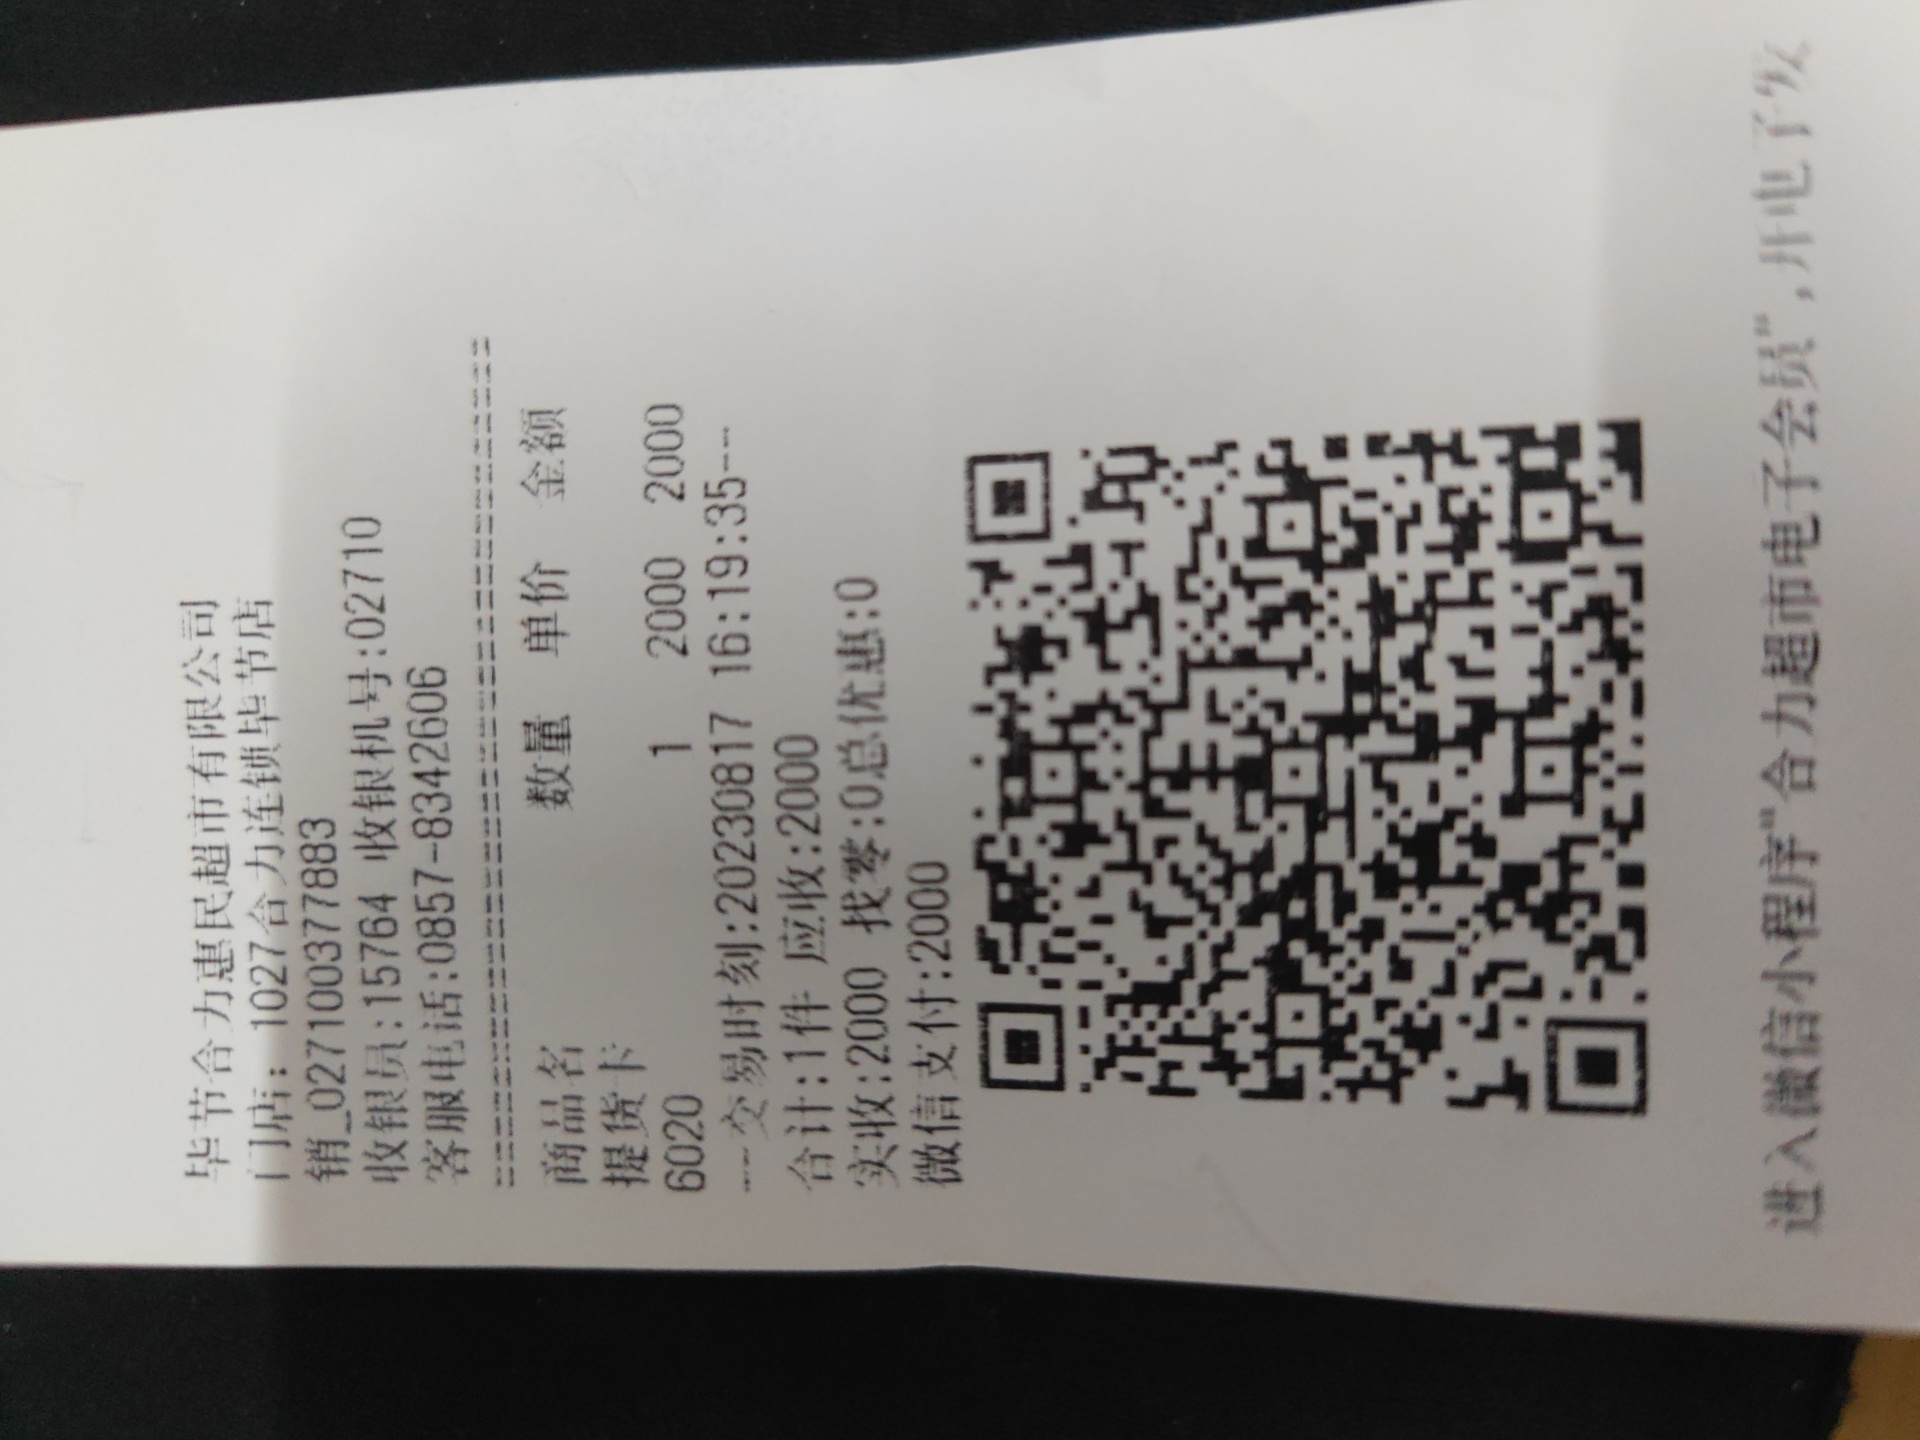 毕节合力惠民超市有限公司
门店：1027合力连锁毕节店
销_02710037​7883
收银员:15764 收银机号:02710
客服电话:0857-8342606
================================
商品名 数量 单价 金额
提货卡
6020 1 2000 2000
---交易时刻:20230817 16:19:35---
合计:1件 应收:2000
实收:2000 找零:0总优惠:0
微信支付:2000
进入微信小程序"合力超市电子会员",开电子发